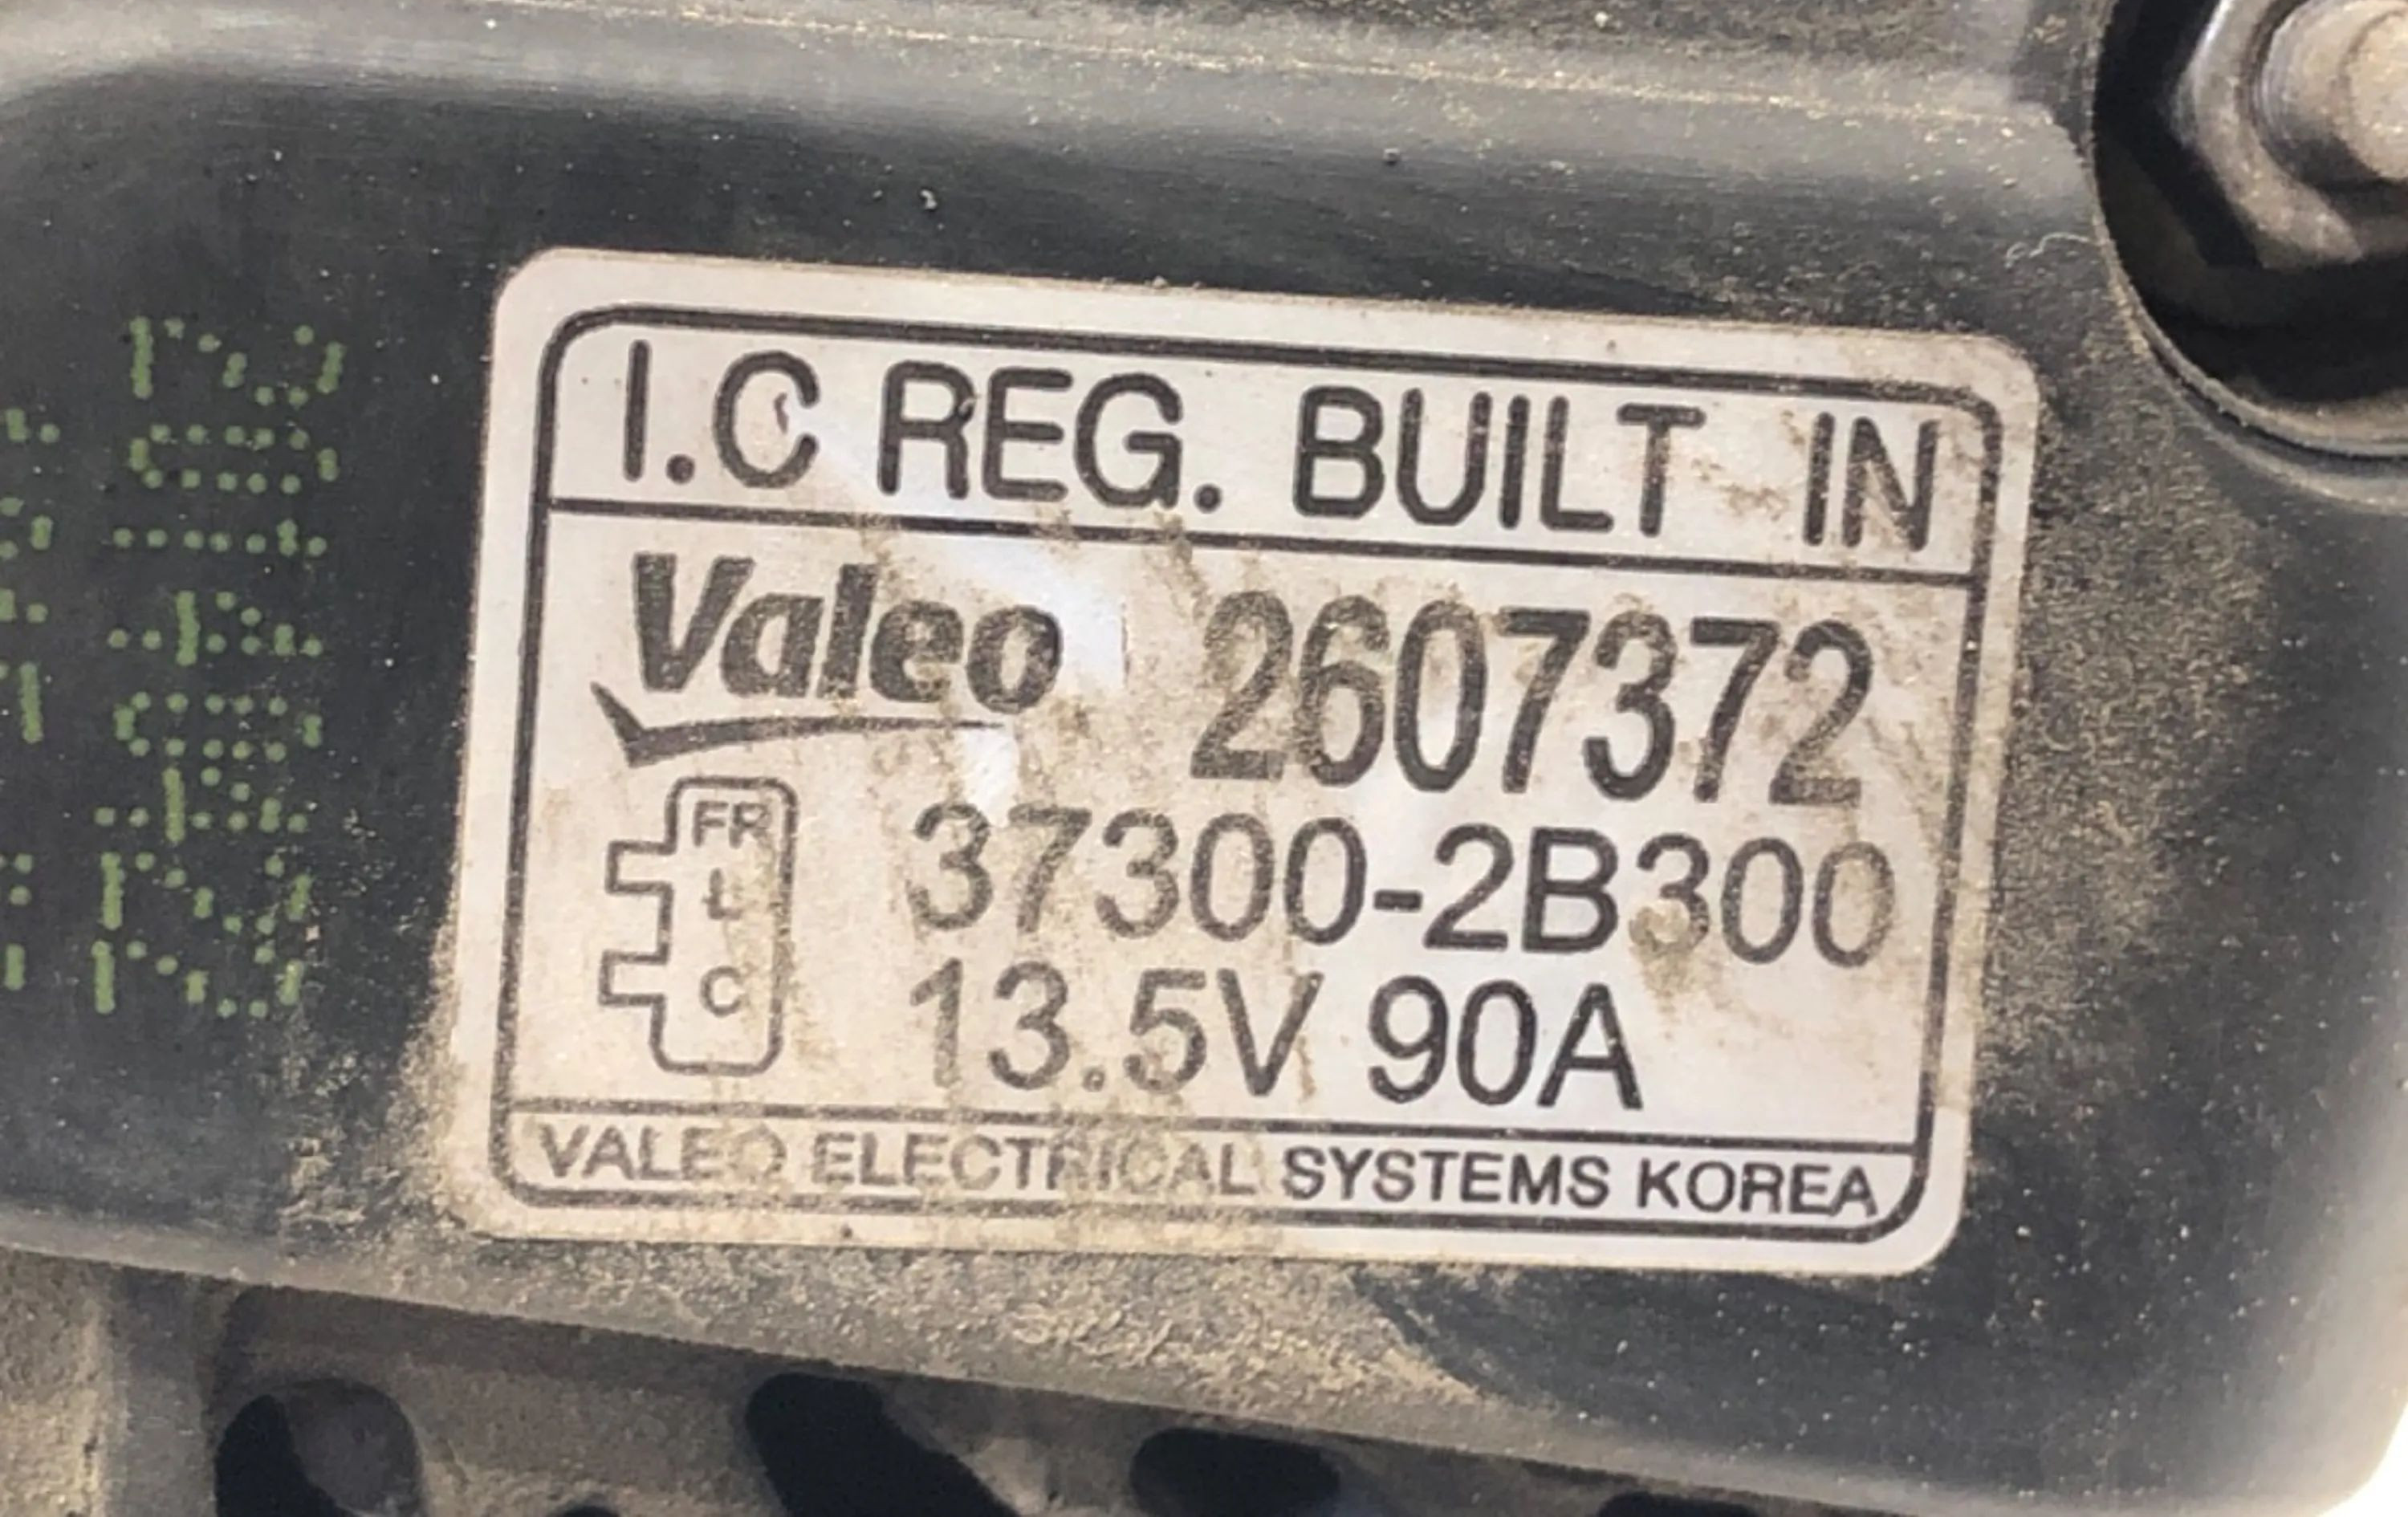 I.C REG. BUILT IN
Valeo 2607372
FR
L
C
37300-2B300
13.5V 90A
VALEO ELECTRICAL SYSTEMS KOREA